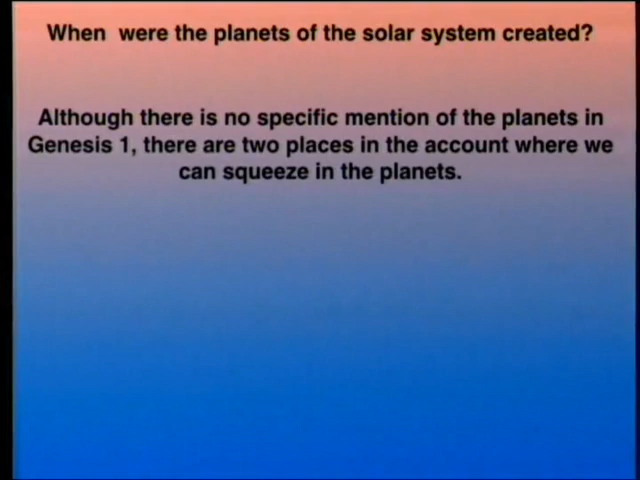 When  were the planets of the solar system created?
Although there is no specific mention of the planets in
Genesis 1, there are two places in the account where we
can squeeze in the planets.